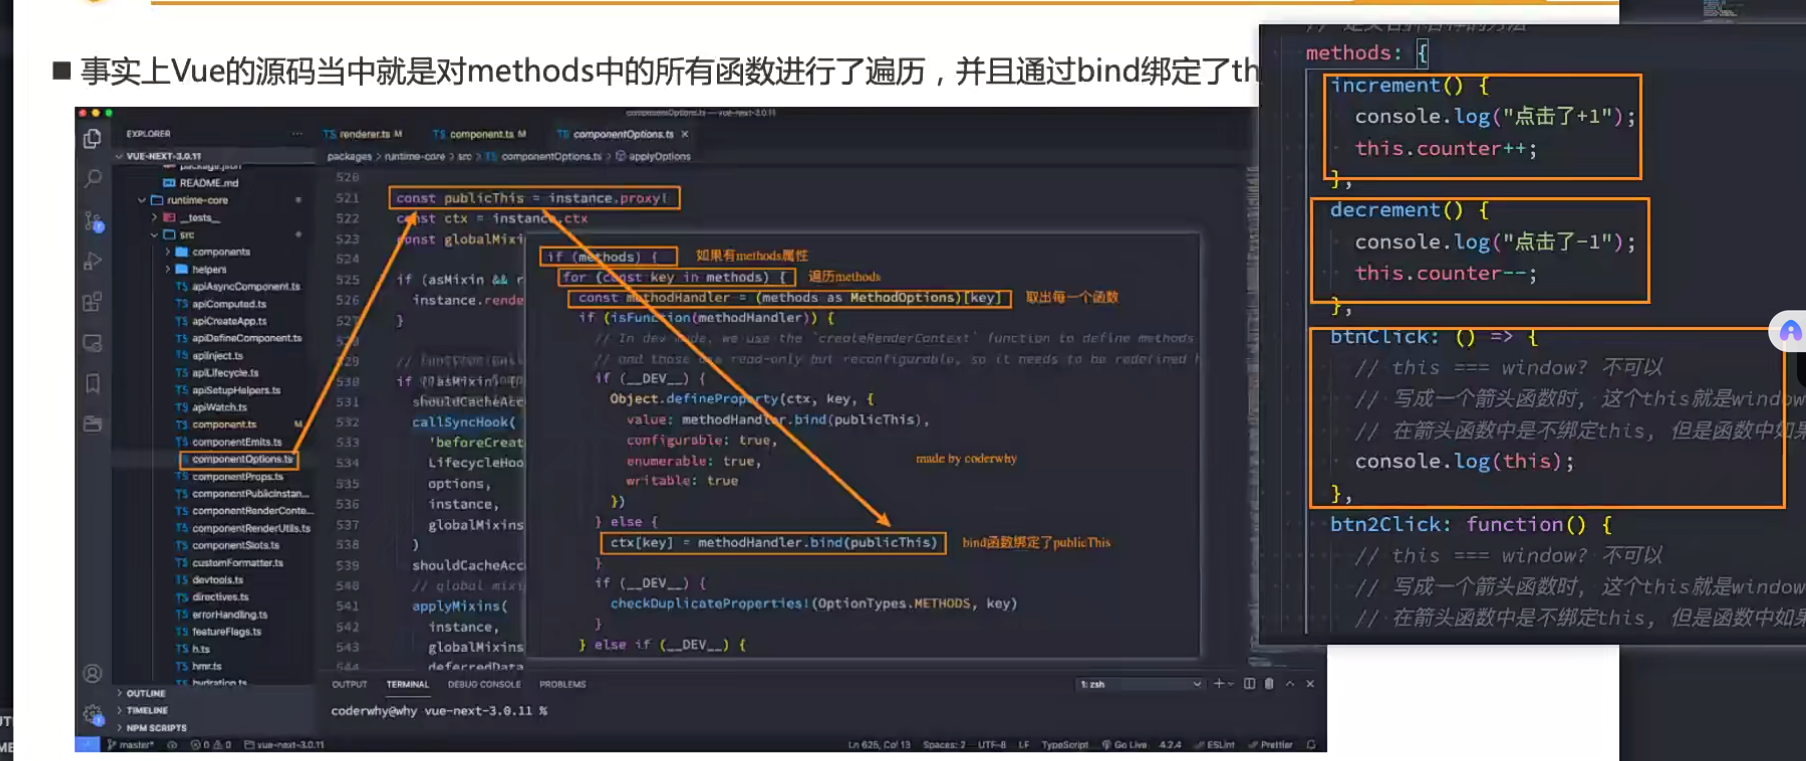 ■ 事实上Vue的源码当中就是对methods中的所有函数进行了遍历，并且通过bind绑定了th
componentOptions.ts — vue-next-3.0.11
EXPLORER
VUE-NEXT-3.0.11
package.json
README.md
runtime-core
__tests__
src
components
helpers
apiAsyncComponent.ts
apiComputed.ts
apiCreateApp.ts
apiDefineComponent.ts
apiInject.ts
apiLifecycle.ts
apiSetupHelpers.ts
apiWatch.ts
component.ts M
componentEmits.ts
componentOptions.ts
componentProps.ts
componentPublicInstan...
componentRenderConte...
componentRenderUtils.ts
componentSlots.ts
customFormatter.ts
devtools.ts
directives.ts
errorHandling.ts
featureFlags.ts
h.ts
hmr.ts
hydration.ts
OUTLINE
TIMELINE
NPM SCRIPTS
TS renderer.ts M TS component.ts M TS componentOptions.ts ×
packages > runtime-core > src > TS componentOptions.ts > applyOptions
520
521 const publicThis = instance.proxy!
522 const ctx = instance.ctx
523 const globalMixi
524
525 if (asMixin && r
526 instance.rende
527 }
529
530 if (!asMixin) {
531 shouldCacheAcc
532 callSyncHook(
533 'beforeCreat
534 LifecycleHoo
535 options,
536 instance,
537 globalMixins
538 )
539 shouldCacheAcc
540 // global mixi
541 applyMixins(
542 instance,
543 globalMixins
544 deferredData
if (methods) { 如果有methods属性
for (const key in methods) { 遍历methods
const methodHandler = (methods as MethodOptions)[key] 取出每一个函数
if (isFunction(methodHandler)) {
// In dev mode, we use the `createRenderContext` function to define methods
// and those are read-only but reconfigurable, so it needs to be redefined h
if (__DEV__) {
Object.defineProperty(ctx, key, {
value: methodHandler.bind(publicThis),
configurable: true,
enumerable: true,
writable: true
})
made by coderwhy
} else {
ctx[key] = methodHandler.bind(publicThis) bind函数绑定了publicThis
}
if (__DEV__) {
checkDuplicateProperties!(OptionTypes.METHODS, key)
}
} else if (__DEV__) {
OUTPUT TERMINAL DEBUG CONSOLE PROBLEMS 1: zsh
coderwhy@why vue-next-3.0.11 %
master* 0 0 vue-next-3.0.11 Ln 625, Col 13 Spaces: 2 UTF-8 LF TypeScript Go Live 4.2.4 ESLint Prettier
methods: {
increment() {
console.log("点击了+1");
this.counter++;
},
decrement() {
console.log("点击了-1");
this.counter--;
},
btnClick: () => {
// this === window? 不可以
// 写成一个箭头函数时, 这个this就是window
// 在箭头函数中是不绑定this, 但是函数中如果
console.log(this);
},
btn2Click: function() {
// this === window? 不可以
// 写成一个箭头函数时, 这个this就是window
// 在箭头函数中是不绑定this, 但是函数中如果